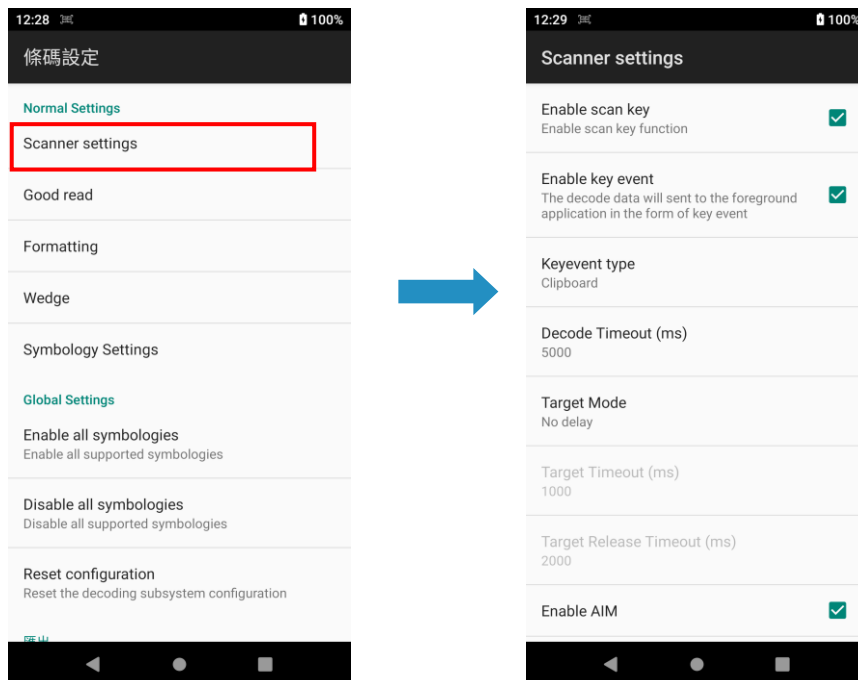 12:28
100%
條碼設定
Normal Settings
Scanner settings
Good read
Formatting
Wedge
Symbology Settings
Global Settings
Enable all symbologies
Enable all supported symbologies
Disable all symbologies
Disable all supported symbologies
Reset configuration
Reset the decoding subsystem configuration
匯出
12:29
100%
Scanner settings
Enable scan key
Enable scan key function
Enable key event
The decode data will sent to the foreground
application in the form of key event
Keyevent type
Clipboard
Decode Timeout (ms)
5000
Target Mode
No delay
Target Timeout (ms)
1000
Target Release Timeout (ms)
2000
Enable AIM